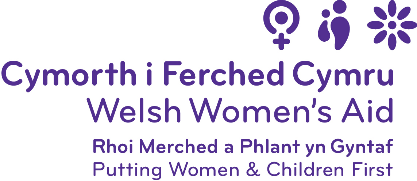 Cymorth i Ferched Cymru
Welsh Women's Aid
Rhoi Merched a Phlant yn Gyntaf
Putting Women & Children First